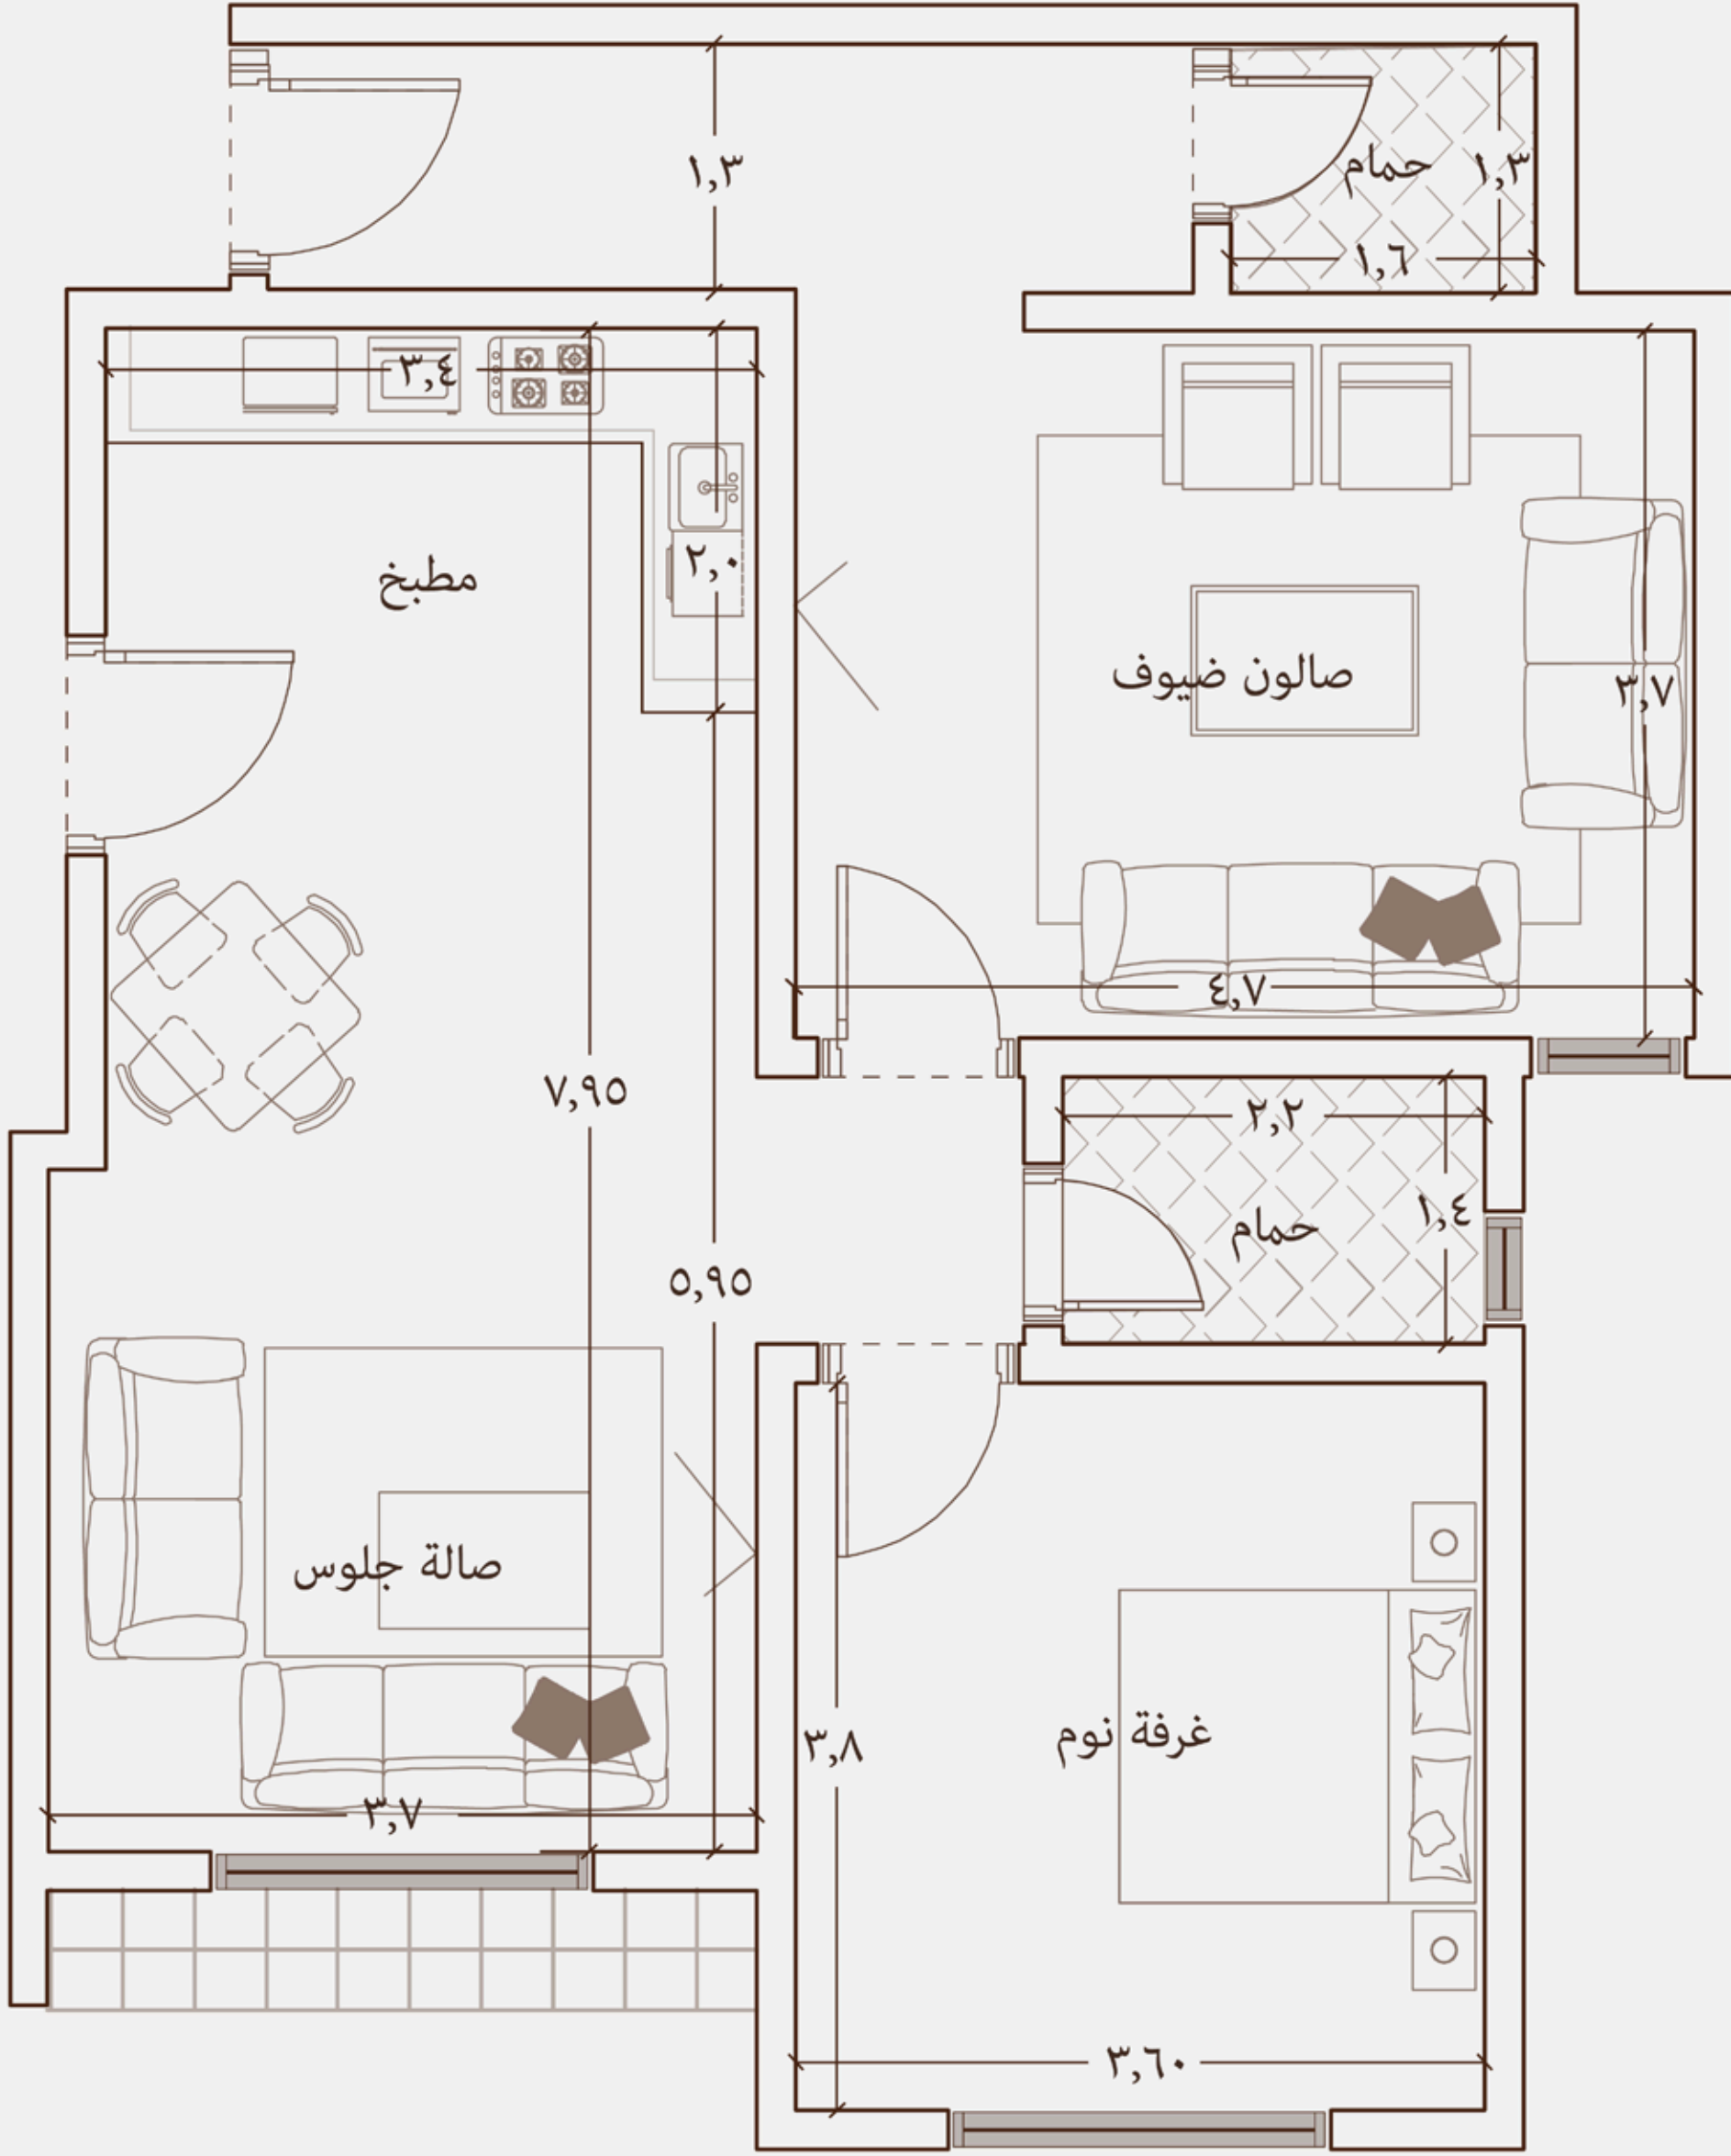 ١,٣
حمام
١,٣
١,٦
٣,٤
٢,٠
مطبخ
صالون ضيوف
٣,٧
٤,٧
٧,٩٥
٢,٢
١,٤
حمام
٥,٩٥
صالة جلوس
٣,٧
غرفة نوم
٣,٨
٣,٦٠